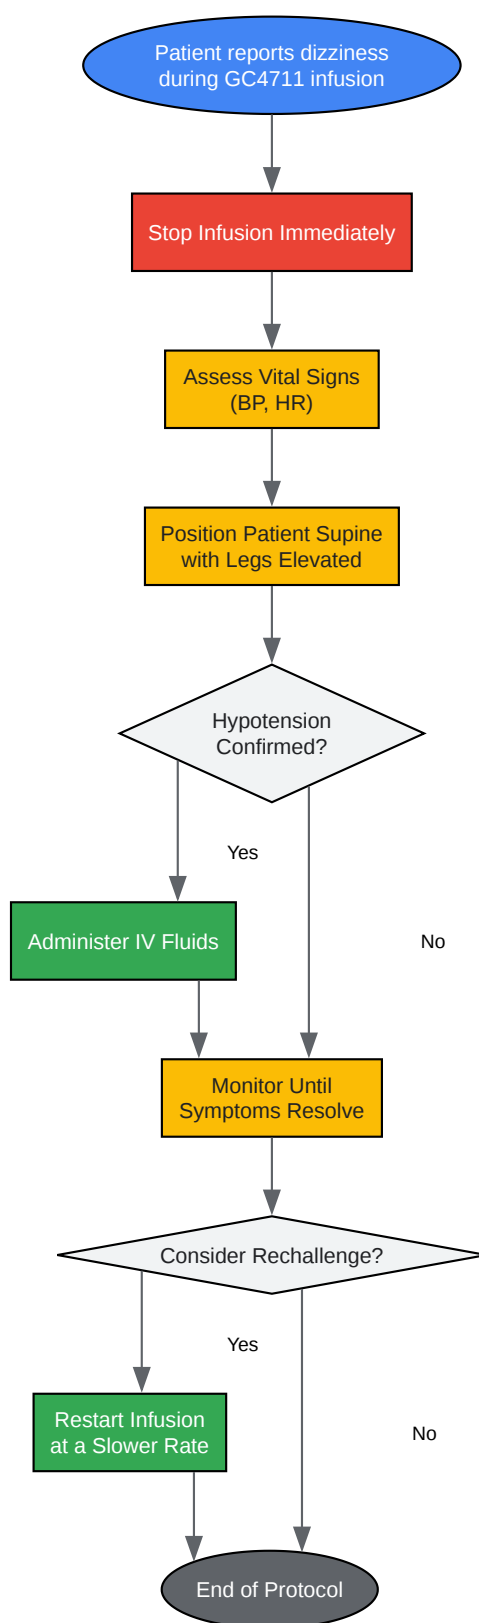 Patient reports dizziness
during GC4711 infusion
Stop Infusion Immediately
Assess Vital Signs
(BP, HR)
Position Patient Supine
with Legs Elevated
Hypotension
Confirmed?
Yes
Administer IV Fluids
No
Monitor Until
Symptoms Resolve
Consider Rechallenge?
Yes
Restart Infusion
at a Slower Rate
No
End of Protocol